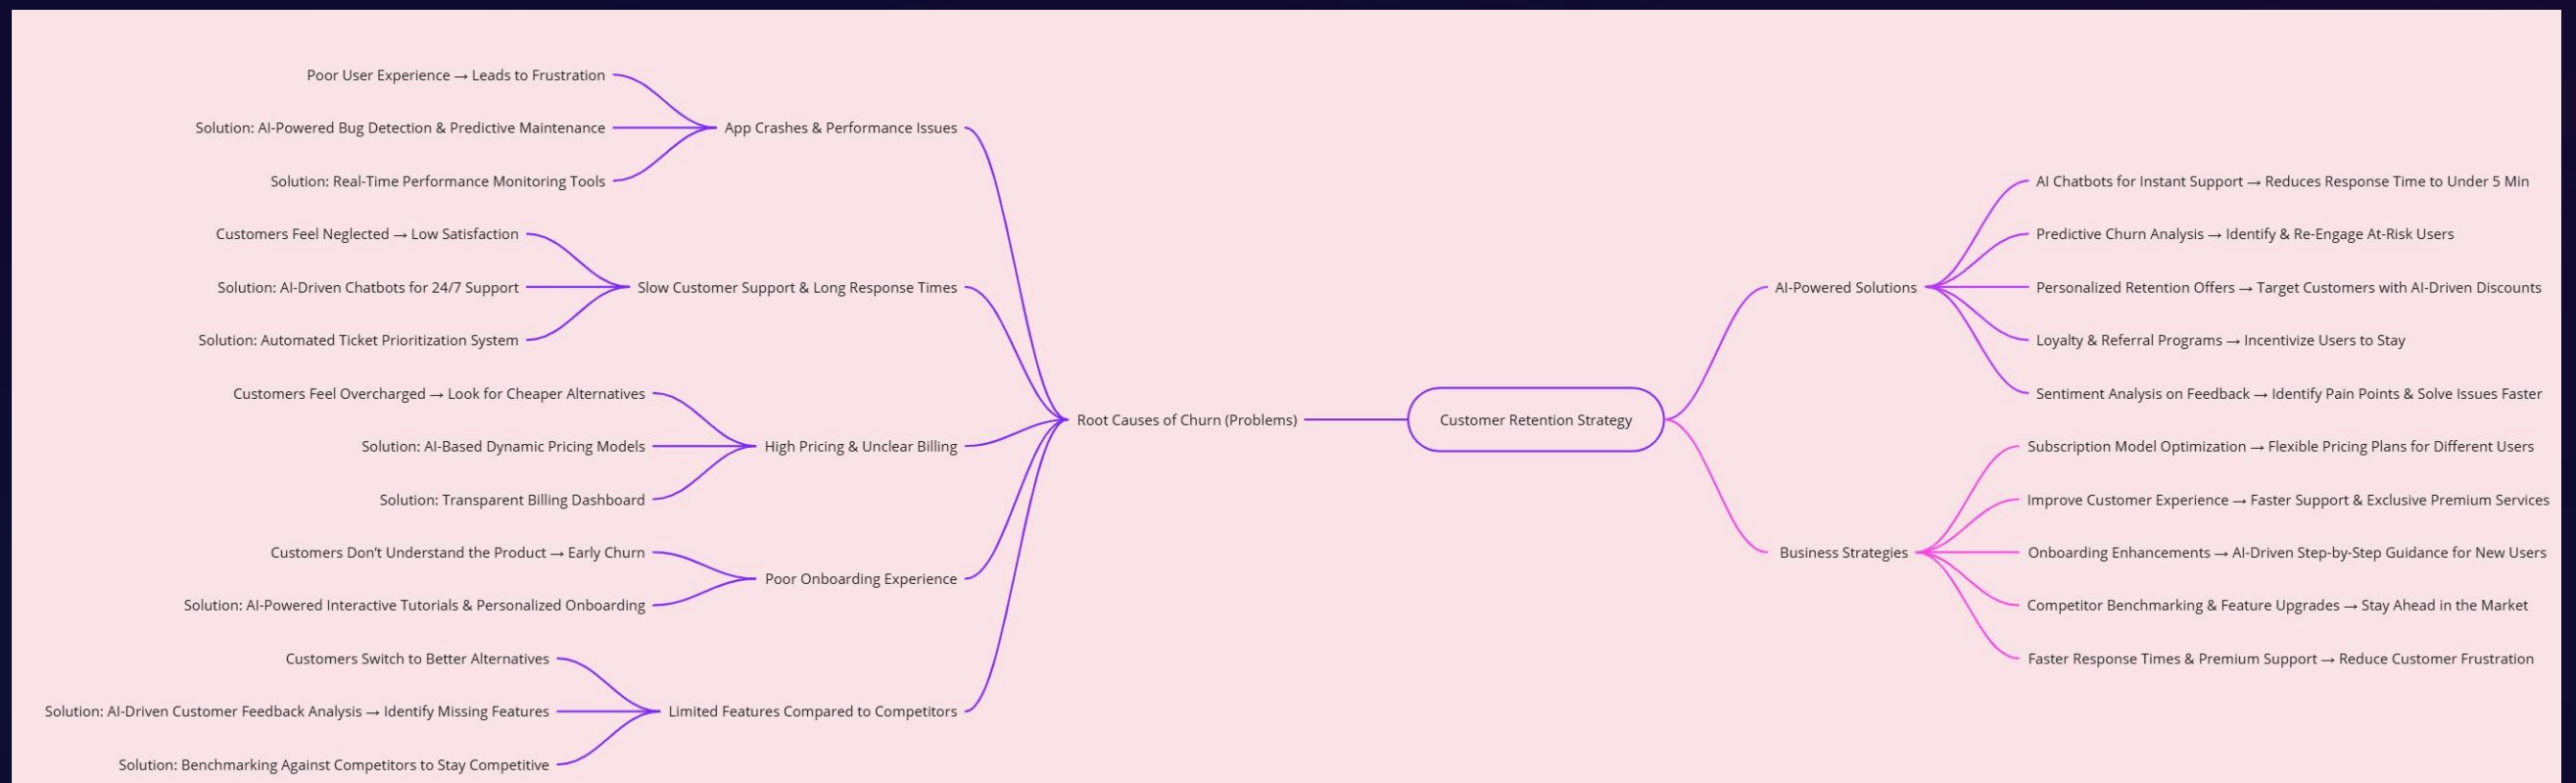 Poor User Experience → Leads to Frustration
Solution: AI-Powered Bug Detection & Predictive Maintenance
Solution: Real-Time Performance Monitoring Tools
App Crashes & Performance Issues
Customers Feel Neglected → Low Satisfaction
Solution: AI-Driven Chatbots for 24/7 Support
Solution: Automated Ticket Prioritization System
Slow Customer Support & Long Response Times
Customers Feel Overcharged → Look for Cheaper Alternatives
Solution: AI-Based Dynamic Pricing Models
Solution: Transparent Billing Dashboard
High Pricing & Unclear Billing
Customers Don't Understand the Product → Early Churn
Solution: AI-Powered Interactive Tutorials & Personalized Onboarding
Poor Onboarding Experience
Customers Switch to Better Alternatives
Solution: AI-Driven Customer Feedback Analysis → Identify Missing Features
Solution: Benchmarking Against Competitors to Stay Competitive
Limited Features Compared to Competitors
Root Causes of Churn (Problems)
Customer Retention Strategy
AI-Powered Solutions
AI Chatbots for Instant Support → Reduces Response Time to Under 5 Min
Predictive Churn Analysis → Identify & Re-Engage At-Risk Users
Personalized Retention Offers → Target Customers with AI-Driven Discounts
Loyalty & Referral Programs → Incentivize Users to Stay
Sentiment Analysis on Feedback → Identify Pain Points & Solve Issues Faster
Business Strategies
Subscription Model Optimization → Flexible Pricing Plans for Different Users
Improve Customer Experience → Faster Support & Exclusive Premium Services
Onboarding Enhancements → AI-Driven Step-by-Step Guidance for New Users
Competitor Benchmarking & Feature Upgrades → Stay Ahead in the Market
Faster Response Times & Premium Support → Reduce Customer Frustration